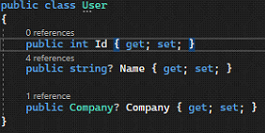 public class User
{
0 references
public int Id { get; set; }
4 references
public string? Name { get; set; }
1 reference
public Company? Company { get; set; }
}